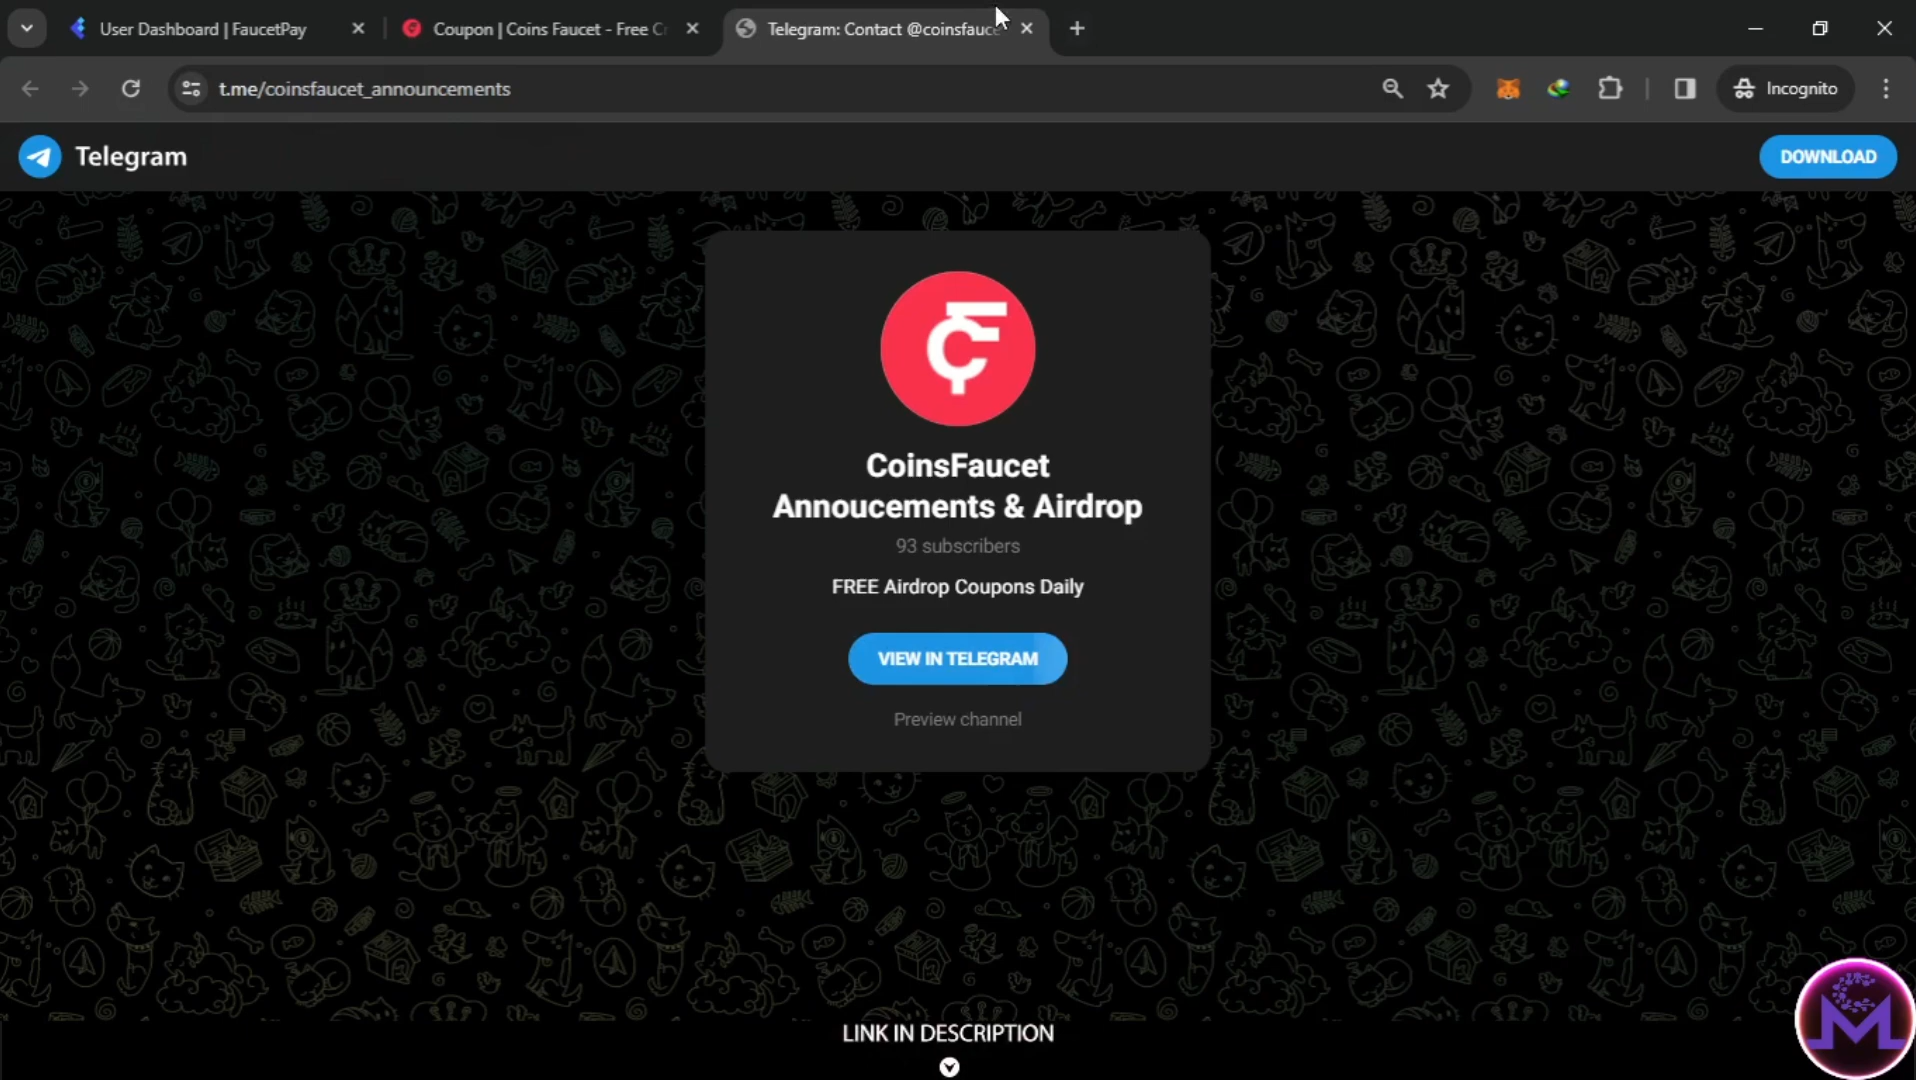 User Dashboard | FaucetPay
Coupon | Coins Faucet - Free C
Telegram: Contact @coinsfauc
t.me/coinsfaucet_announcements
Incognito
Telegram
DOWNLOAD
CoinsFaucet
Annoucements & Airdrop
93 subscribers
FREE Airdrop Coupons Daily
VIEW IN TELEGRAM
Preview channel
LINK IN DESCRIPTION